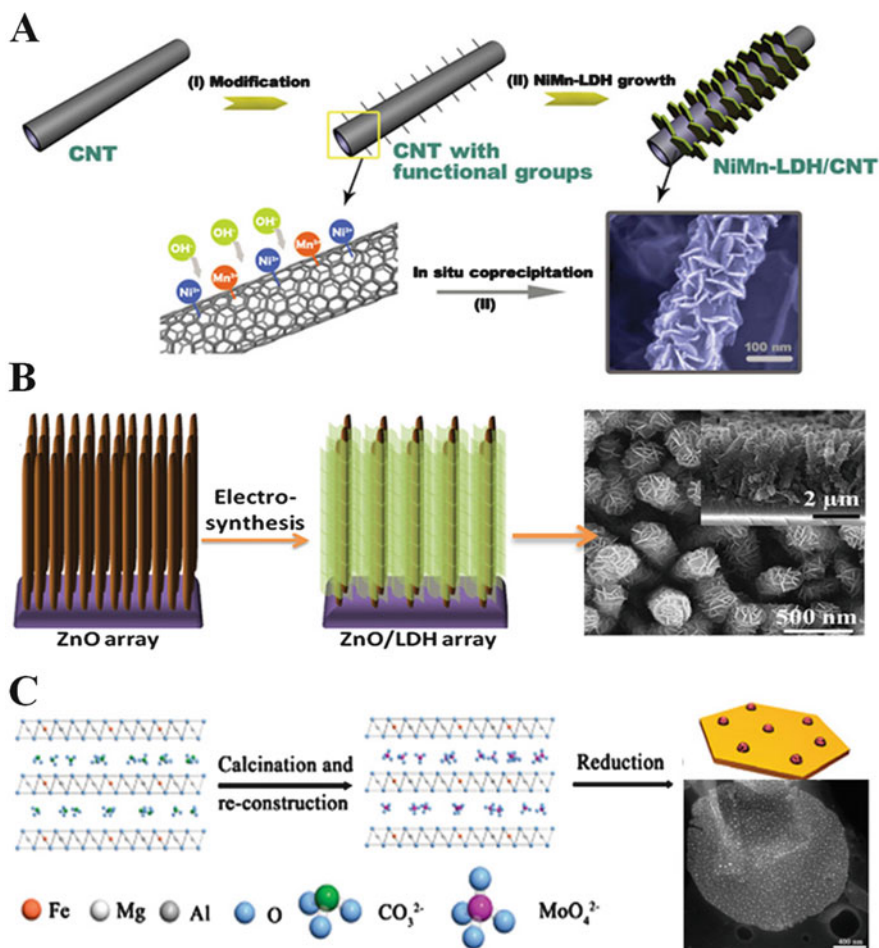 A
(I) Modification
(II) NiMn-LDH growth
CNT
CNT with
functional groups
NiMn-LDH/CNT
OH⁻ OH⁻ OH⁻
Ni²⁺ Mn³⁺ Ni²⁺ Mn³⁺ Ni²⁺
In situ coprecipitation
(II)
100 nm
B
Electro-
synthesis
ZnO array
ZnO/LDH array
2 μm
500 nm
C
Calcination and
re-construction
Reduction
Fe Mg Al O CO₃²⁻ MoO₄²⁻
400 nm